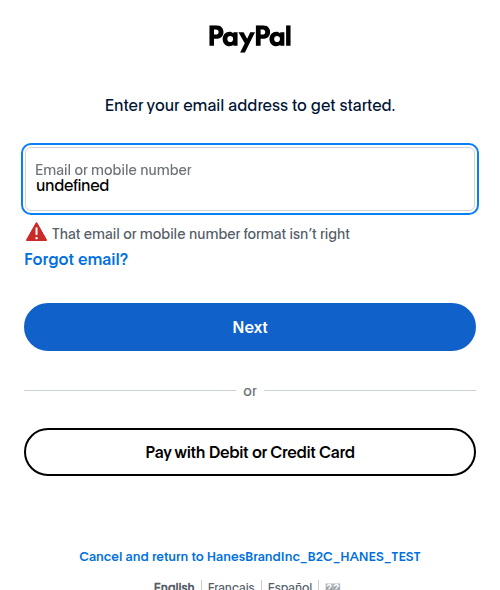 PayPal
Enter your email address to get started.
Email or mobile number
undefined
That email or mobile number format isn't right
Forgot email?
Next
or
Pay with Debit or Credit Card
Cancel and return to HanesBrandInc_B2C_HANES_TEST
English | Français | Español |